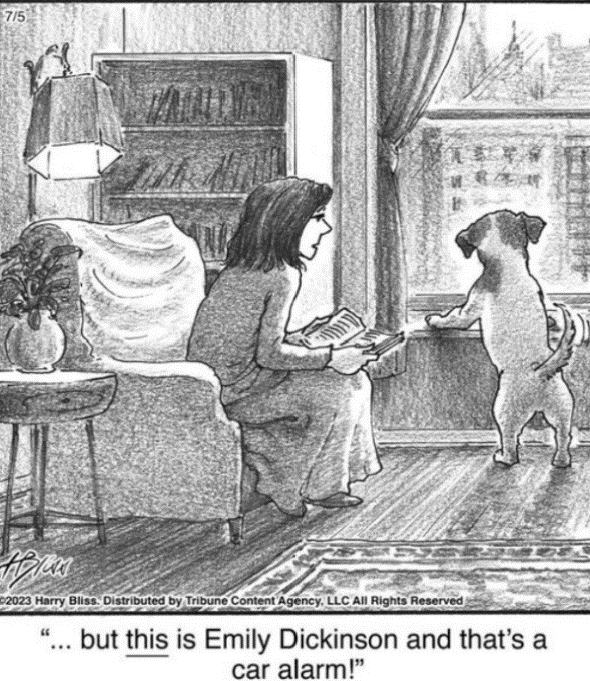 7/5
HBliss
©2023 Harry Bliss. Distributed by Tribune Content Agency, LLC All Rights Reserved
“... but this is Emily Dickinson and that’s a
car alarm!”